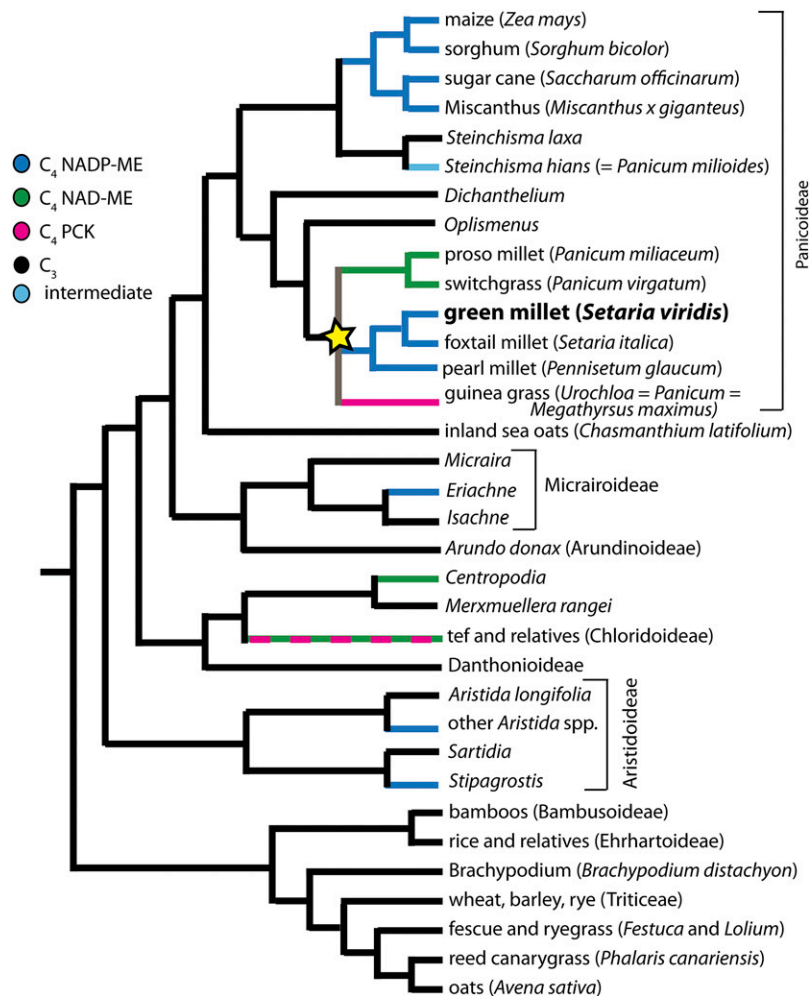 maize (Zea mays)
sorghum (Sorghum bicolor)
sugar cane (Saccharum officinarum)
Miscanthus (Miscanthus x giganteus)
Steinchisma laxa
Steinchisma hians (= Panicum milioides)
Dichanthelium
Oplismenus
proso millet (Panicum miliaceum)
switchgrass (Panicum virgatum)
green millet (Setaria viridis)
foxtail millet (Setaria italica)
pearl millet (Pennisetum glaucum)
guinea grass (Urochloa = Panicum =
Megathyrsus maximus)
Panicoideae
C4 NADP-ME
C4 NAD-ME
C4 PCK
C3
intermediate
inland sea oats (Chasmanthium latifolium)
Micraira
Eriachne
Isachne
Micrairoideae
Arundo donax (Arundinoideae)
Centropodia
Merxmuellera rangei
tef and relatives (Chloridoideae)
Danthonioideae
Aristida longifolia
other Aristida spp.
Sartidia
Stipagrostis
Aristidoideae
bamboos (Bambusoideae)
rice and relatives (Ehrhartoideae)
Brachypodium (Brachypodium distachyon)
wheat, barley, rye (Triticeae)
fescue and ryegrass (Festuca and Lolium)
reed canarygrass (Phalaris canariensis)
oats (Avena sativa)